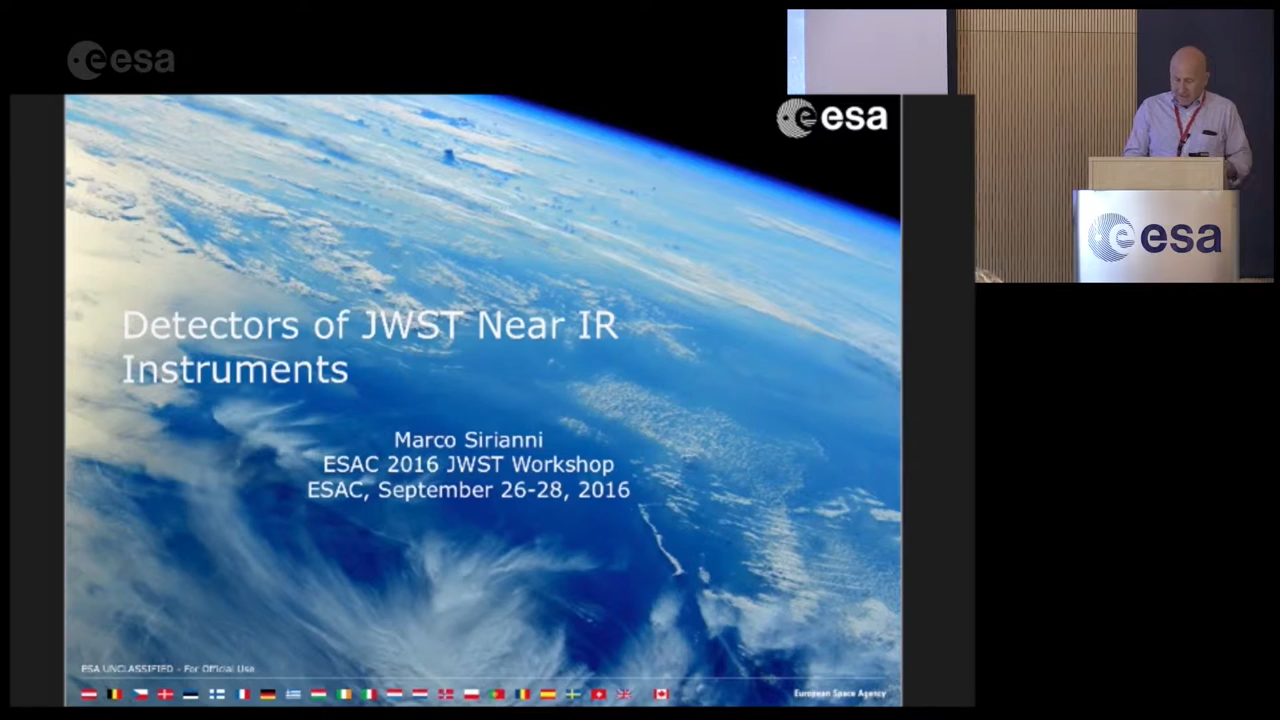 esa
esa
esa
Detectors of JWST Near IR
Instruments
Marco Sirianni
ESAC 2016 JWST Workshop
ESAC, September 26-28, 2016
ESA UNCLASSIFIED - For Official Use
European Space Agency